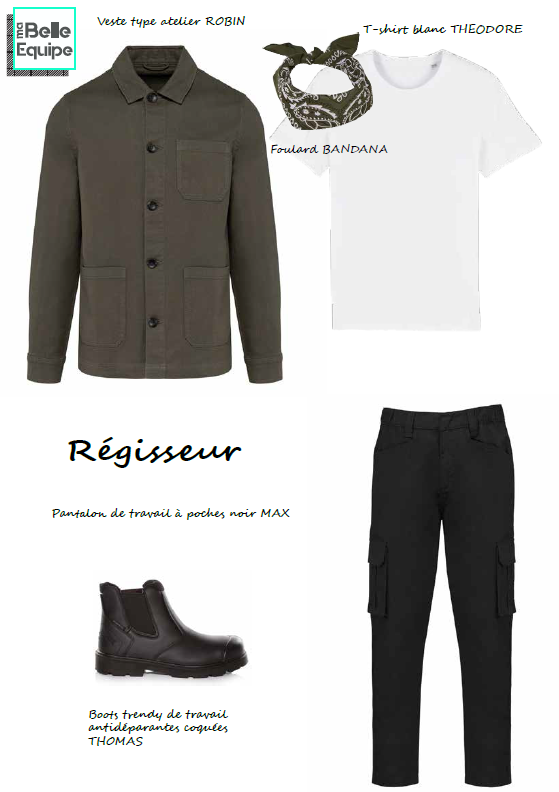 ma
Belle
Equipe
Veste type atelier ROBIN
T-shirt blanc THEODORE
Foulard BANDANA
Régisseur
Pantalon de travail à poches noir MAX
Boots trendy de travail
antidéparantes coquées
THOMAS